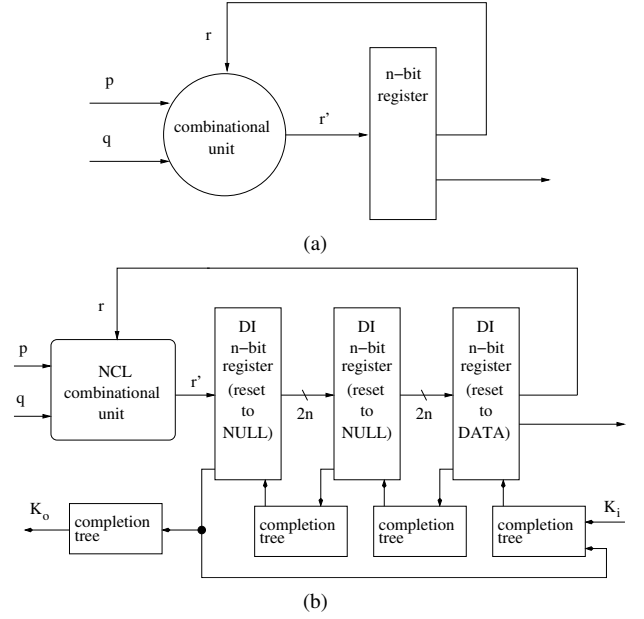 r
n−bit
register
p
combinational
unit
r'
q
(a)
r
p
NCL
combinational
unit
q
r'
DI
n−bit
register
(reset
to
NULL)
2n
DI
n−bit
register
(reset
to
NULL)
2n
DI
n−bit
register
(reset
to
DATA)
Ko
completion
tree
completion
tree
completion
tree
completion
tree
Ki
(b)